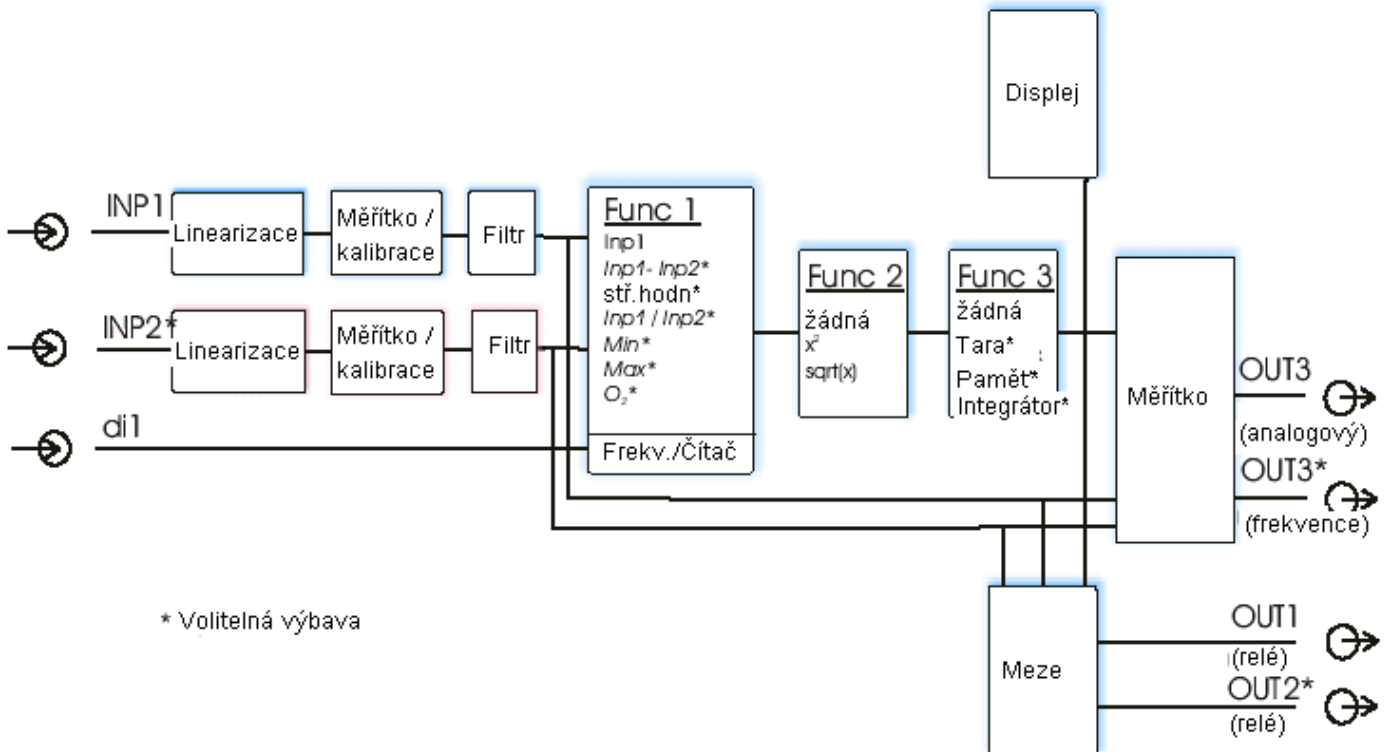 Displej
INP1
Linearizace
Měřítko /
kalibrace
Filtr
INP2*
Linearizace
Měřítko /
kalibrace
Filtr
di1
Func 1
Inp1
Inp1- Inp2*
stř.hodn*
Inp1 / Inp2*
Min*
Max*
O₂*
Frekv./Čítač
Func 2
žádná
x²
sqrt(x)
Func 3
žádná
Tara*
Pamět*
Integrátor*
Měřítko
OUT3
(analogový)
OUT3*
(frekvence)
* Volitelná výbava
Meze
OUT1
(relé)
OUT2*
(relé)